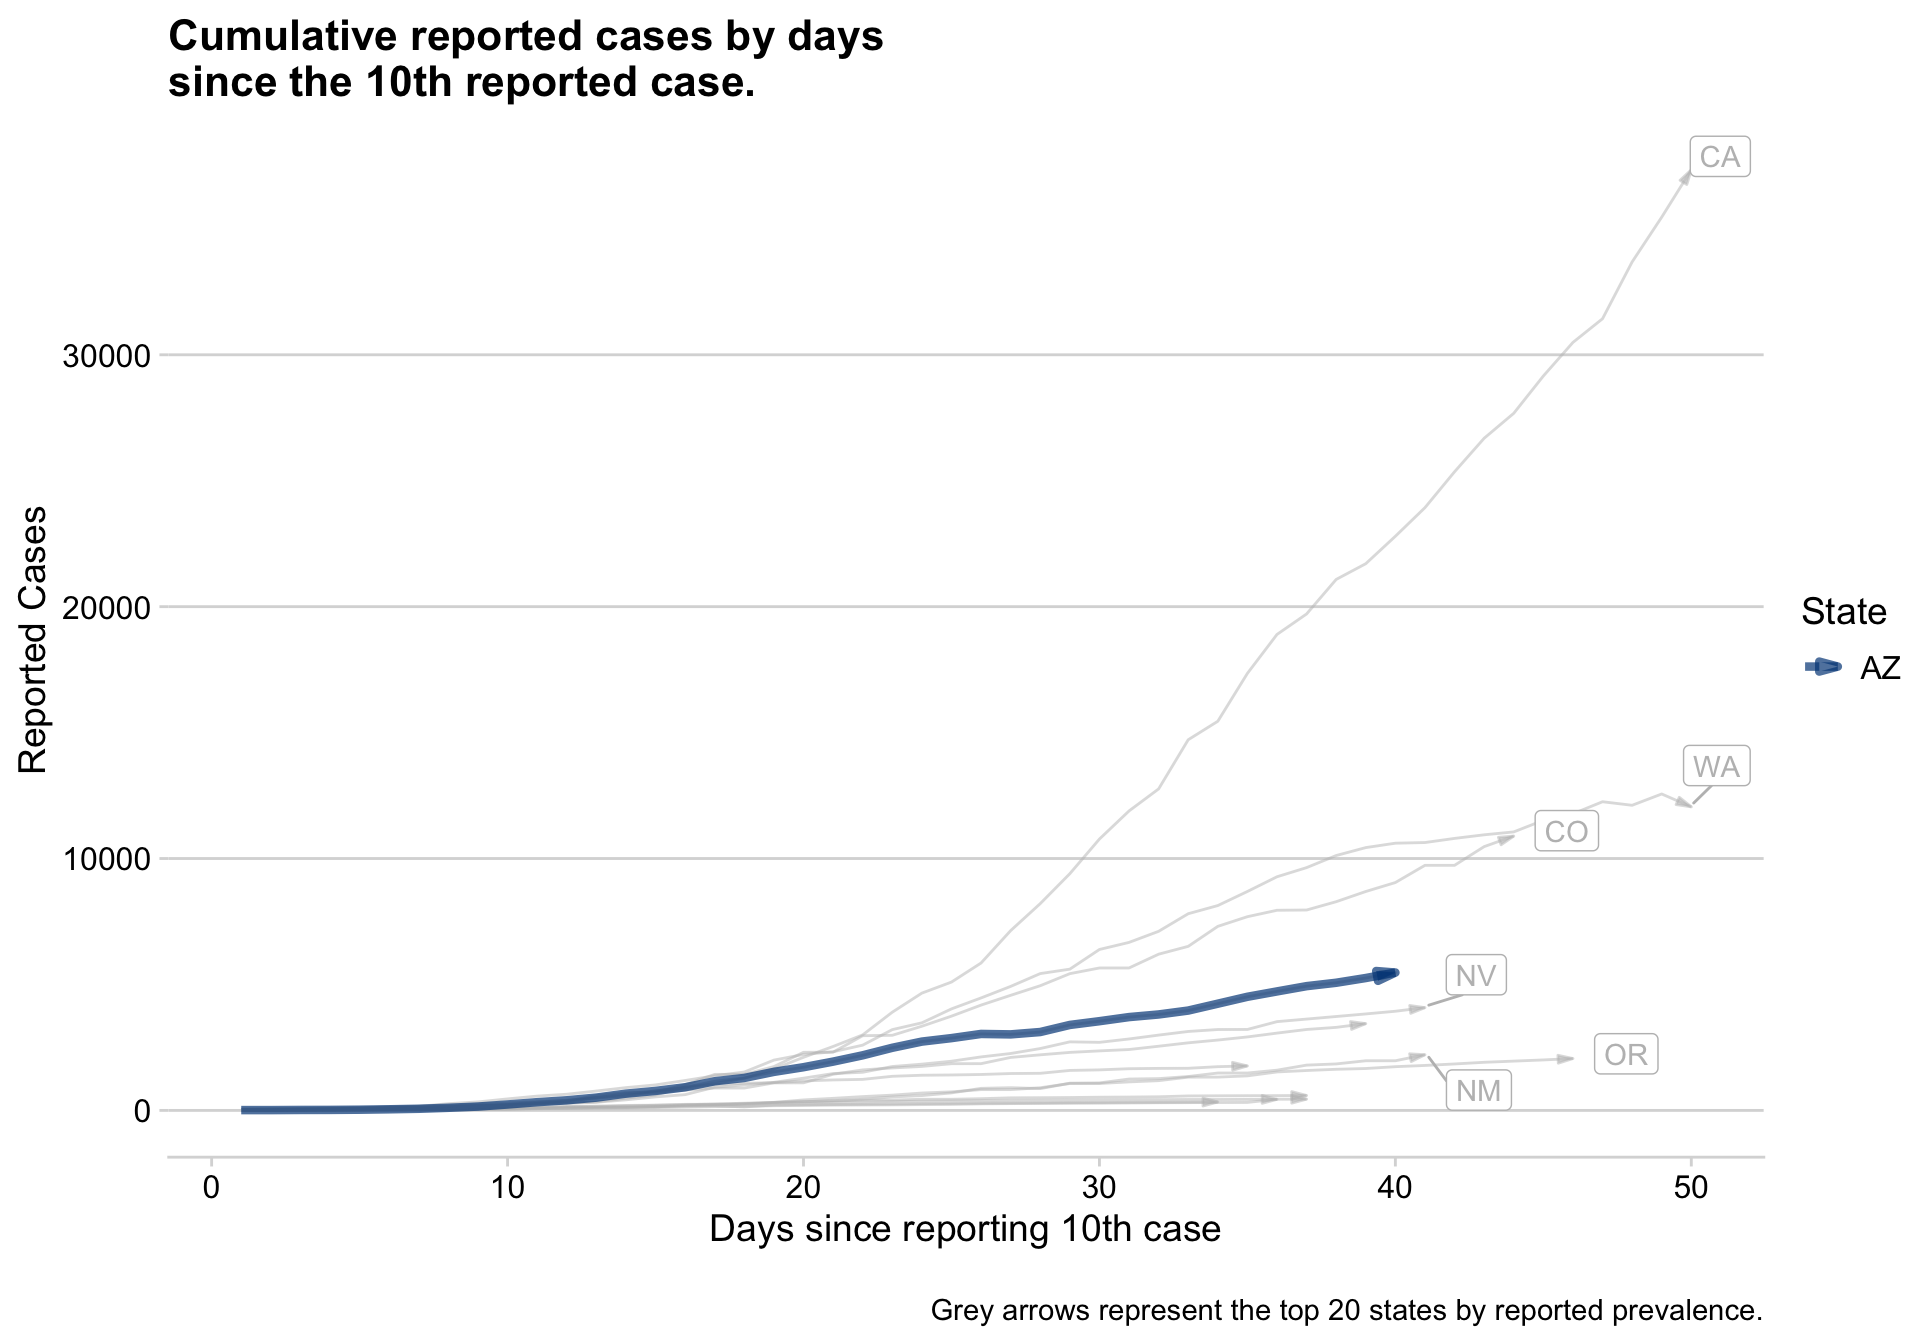 Cumulative reported cases by days
since the 10th reported case.
CA
30000
20000
10000
0
Reported Cases
WA
CO
NV
OR
NM
State
AZ
0 10 20 30 40 50
Days since reporting 10th case
Grey arrows represent the top 20 states by reported prevalence.